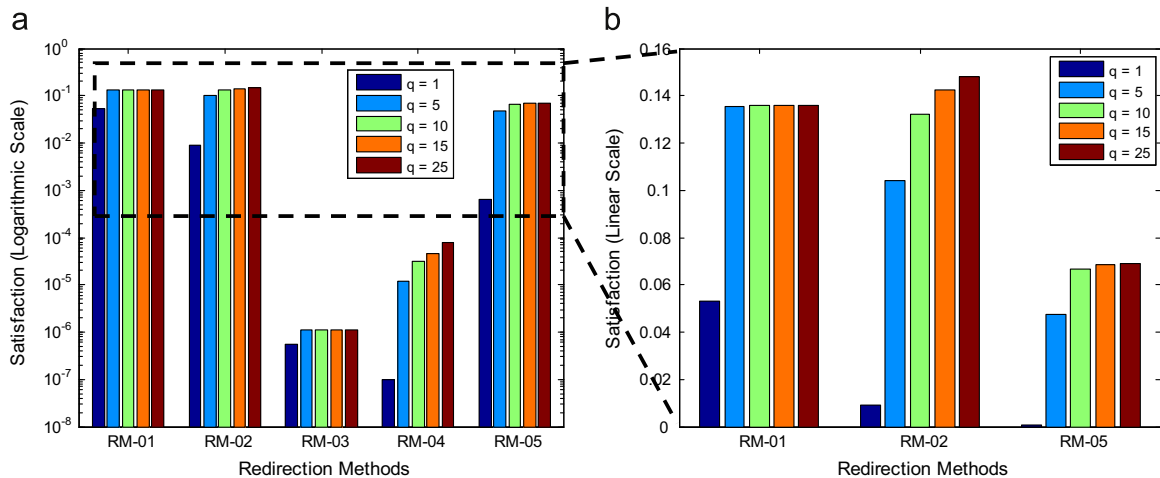 a
Satisfaction (Logarithmic Scale)
10^0
10^-1
10^-2
10^-3
10^-4
10^-5
10^-6
10^-7
10^-8
q = 1
q = 5
q = 10
q = 15
q = 25
RM-01 RM-02 RM-03 RM-04 RM-05
Redirection Methods
b
Satisfaction (Linear Scale)
0.16
0.14
0.12
0.1
0.08
0.06
0.04
0.02
0
q = 1
q = 5
q = 10
q = 15
q = 25
RM-01 RM-02 RM-05
Redirection Methods